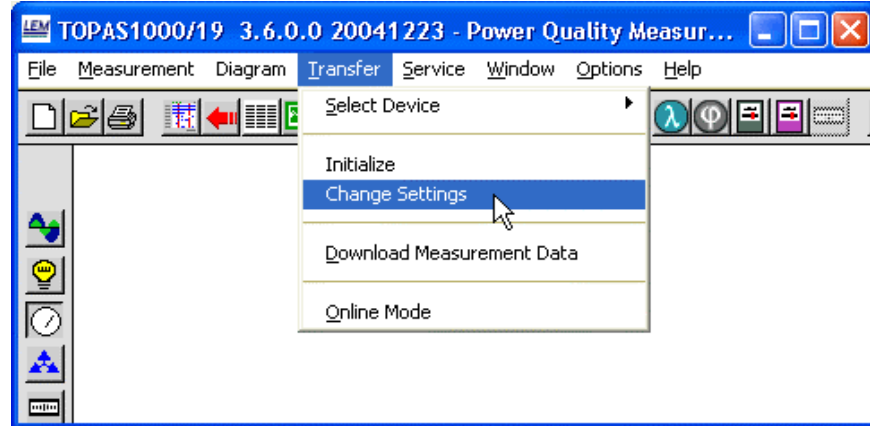 LEM TOPAS1000/19 3.6.0.0 20041223 - Power Quality Measur...
File Measurement Diagram Transfer Service Window Options Help
Select Device
λ φ
Initialize
Change Settings
Download Measurement Data
Online Mode